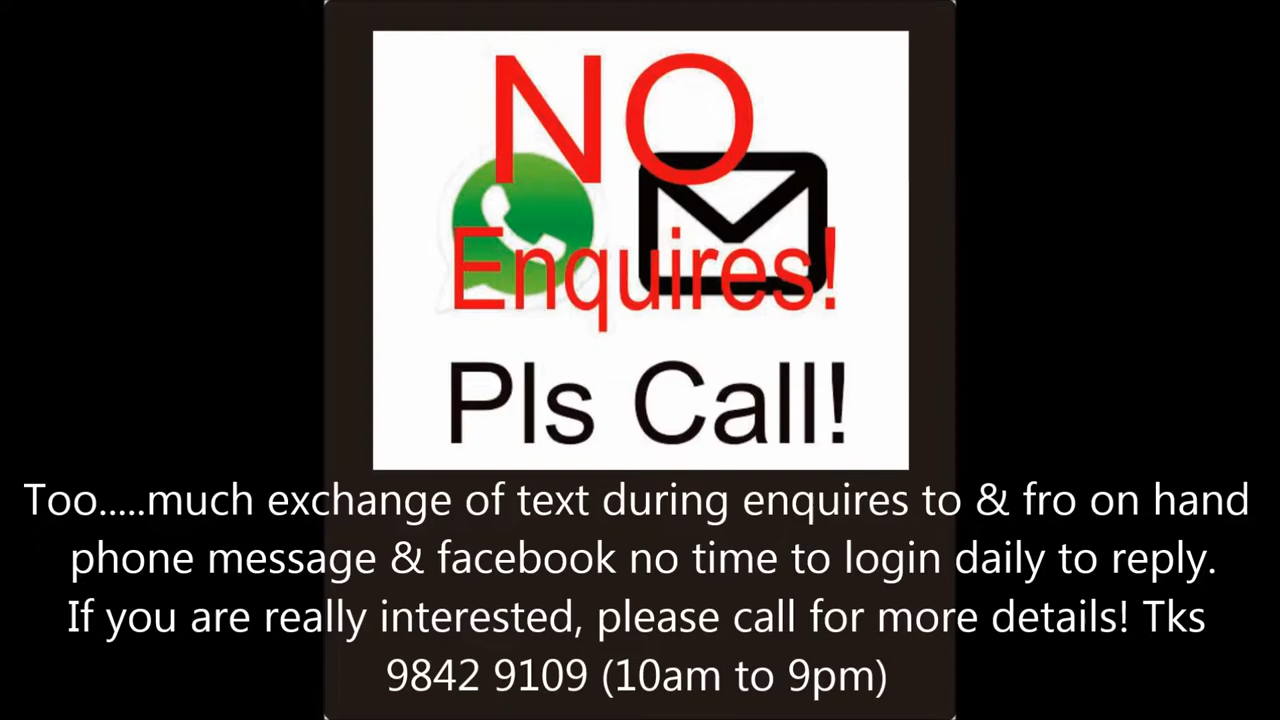 NO
Enquires!
Pls Call!
Too.....much exchange of text during enquires to & fro on hand
phone message & facebook no time to login daily to reply.
If you are really interested, please call for more details! Tks
9842 9109 (10am to 9pm)